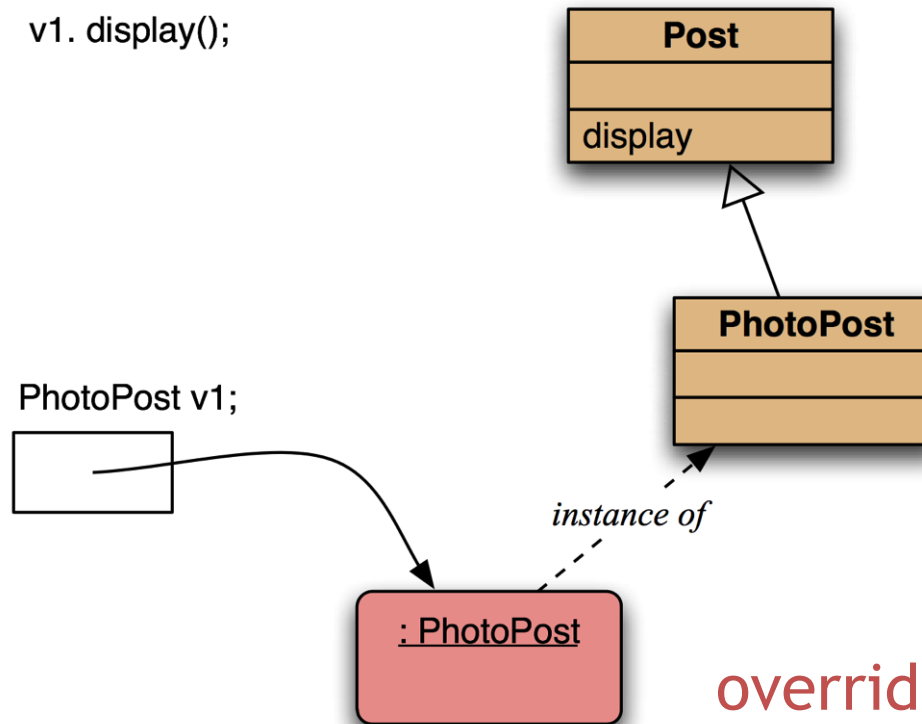 v1. display();
Post
display
PhotoPost
PhotoPost v1;
instance of
: PhotoPost
overrid